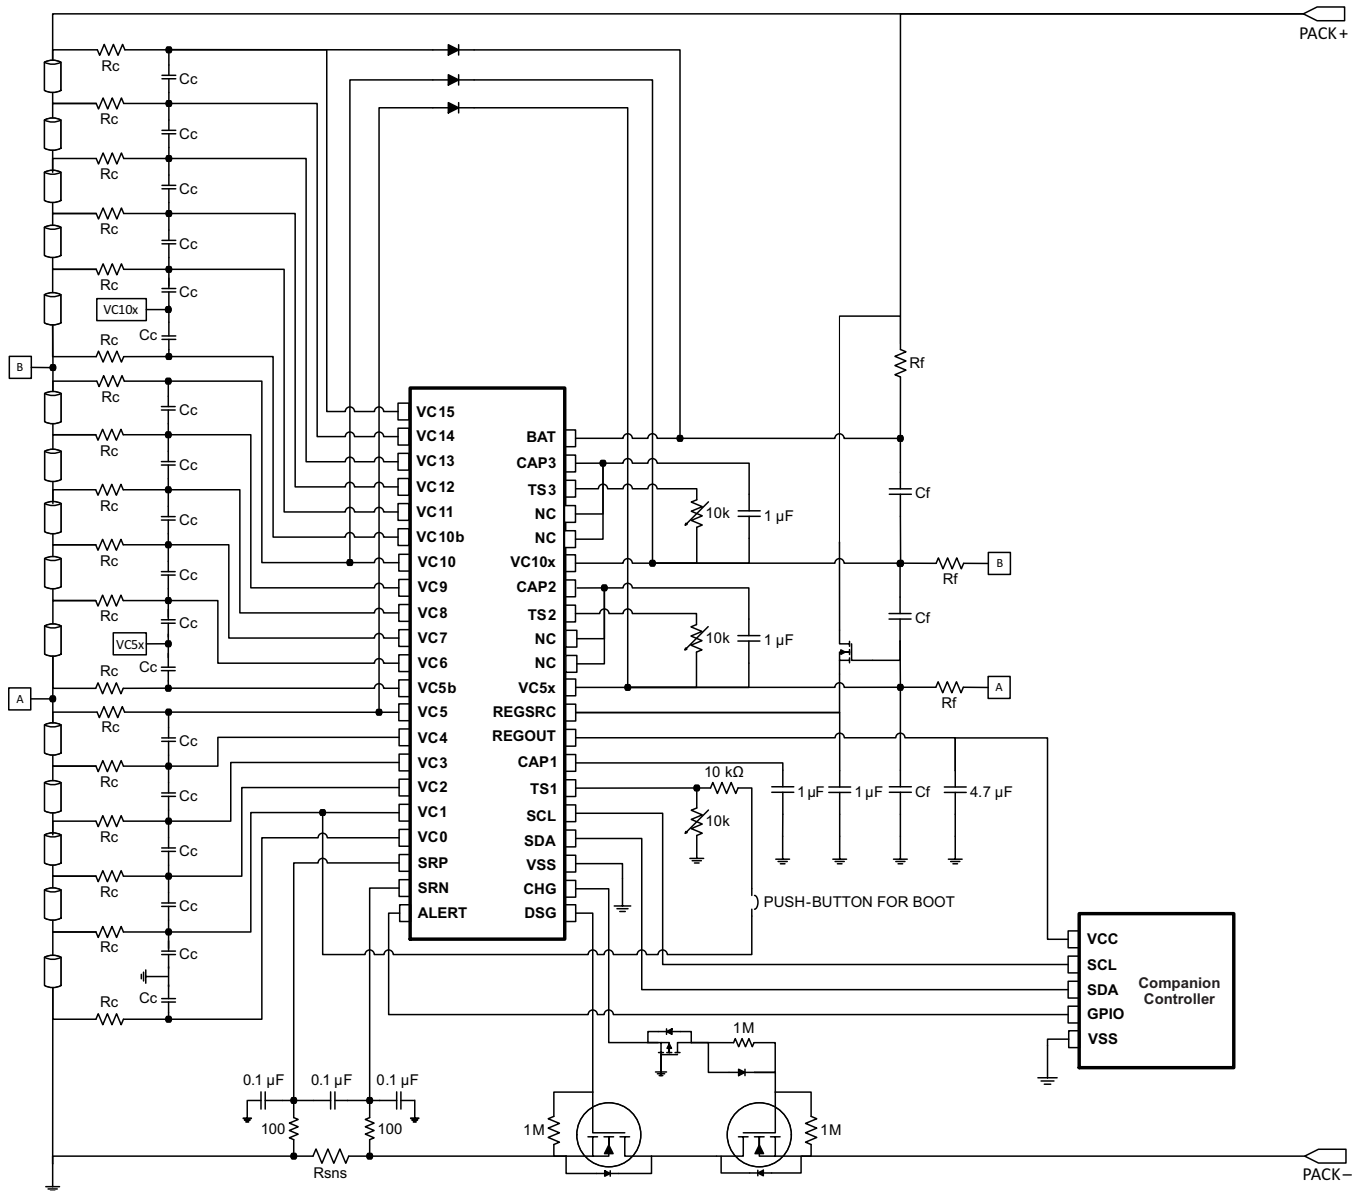 PACK+
Rc
Cc
Rc
Cc
Rc
Cc
Rc
Cc
Rc
Cc
VC10x
Cc
Rc
B
Rc
Cc
Rc
Cc
Rc
Cc
Rc
Cc
Rc
Cc
VC5x
Cc
Rc
A
Rc
Cc
Rc
Cc
Rc
Cc
Rc
Cc
Rc
Cc
Cc
Rc
VC15
VC14
VC13
VC12
VC11
VC10b
VC10
VC9
VC8
VC7
VC6
VC5b
VC5
VC4
VC3
VC2
VC1
VC0
SRP
SRN
ALERT
BAT
CAP3
TS3
NC
NC
VC10x
CAP2
TS2
NC
NC
VC5x
REGSRC
REGOUT
CAP1
TS1
SCL
SDA
VSS
CHG
DSG
10k
1 µF
10k
1 µF
10 kΩ
10k
1 µF
1 µF
Cf
4.7 µF
Rf
Cf
Rf
B
Cf
Rf
A
PUSH-BUTTON FOR BOOT
VCC
SCL
SDA
GPIO
VSS
Companion
Controller
1M
0.1 µF
0.1 µF
0.1 µF
100
100
Rsns
1M
1M
PACK–